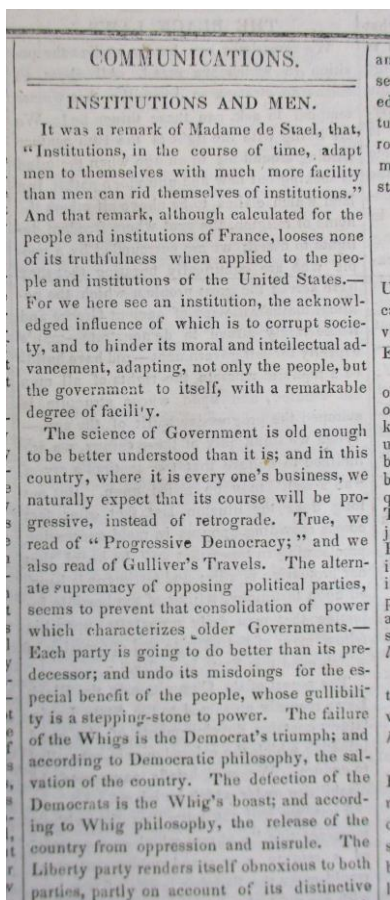 COMMUNICATIONS.
INSTITUTIONS AND MEN.
It was a remark of Madame de Stael, that,
“Institutions, in the course of time, adapt
men to themselves with much more facility
than men can rid themselves of institutions.”
And that remark, although calculated for the
people and institutions of France, looses none
of its truthfulness when applied to the peo-
ple and institutions of the United States.—
For we here see an institution, the acknowl-
edged influence of which is to corrupt socie-
ty, and to hinder its moral and intellectual ad-
vancement, adapting, not only the people, but
the government to itself, with a remarkable
degree of facility.
The science of Government is old enough
to be better understood than it is; and in this
country, where it is every one's business, we
naturally expect that its course will be pro-
gressive, instead of retrograde. True, we
read of “Progressive Democracy;” and we
also read of Gulliver's Travels. The altern-
ate supremacy of opposing political parties,
seems to prevent that consolidation of power
which characterizes older Governments.—
Each party is going to do better than its pre-
decessor; and undo its misdoings for the es-
pecial benefit of the people, whose gullibili-
ty is a stepping-stone to power. The failure
of the Whigs is the Democrat's triumph; and
according to Democratic philosophy, the sal-
vation of the country. The defection of the
Democrats is the Whig's boast; and accord-
ing to Whig philosophy, the release of the
country from oppression and misrule. The
Liberty party renders itself obnoxious to both
parties, partly on account of its distinctive